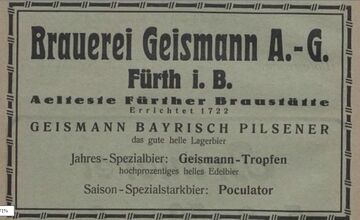 Brauerei Geismann A.-G.
Fürth i. B.
Aelteste Fürther Braustätte
Errichtet 1722
GEISMANN BAYRISCH PILSENER
das gute helle Lagerbier
Jahres-Spezialbier: Geismann-Tropfen
hochprozentiges helles Edelbier
Saison-Spezialstarkbier: Poculator